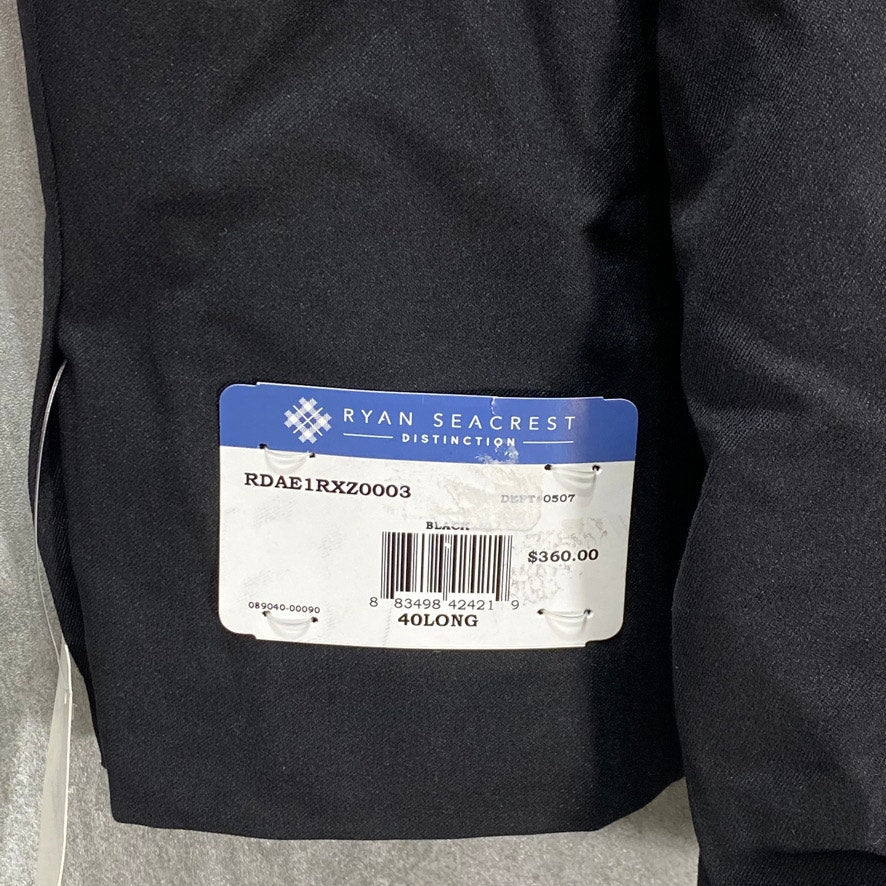 RYAN SEACREST
DISTINCTION
RDAE1RXZ0003
DEPT#0507
BLACK
$360.00
8 83498 42421 9
089040-00090
40LONG